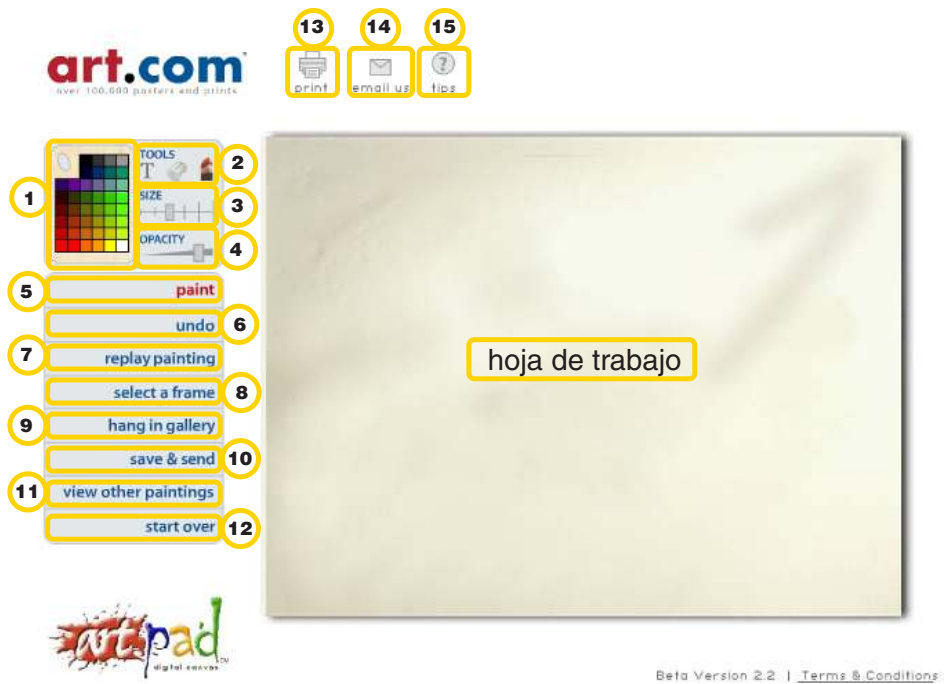 13 14 15
art.com
over 100,000 posters and prints
print email us tips
TOOLS
T
2
1
SIZE
3
OPACITY
4
5 paint
undo 6
7 replay painting
hoja de trabajo
select a frame 8
9 hang in gallery
save & send 10
11 view other paintings
start over 12
art.pad
digital canvas
Beta Version 2.2 | Terms & Conditions